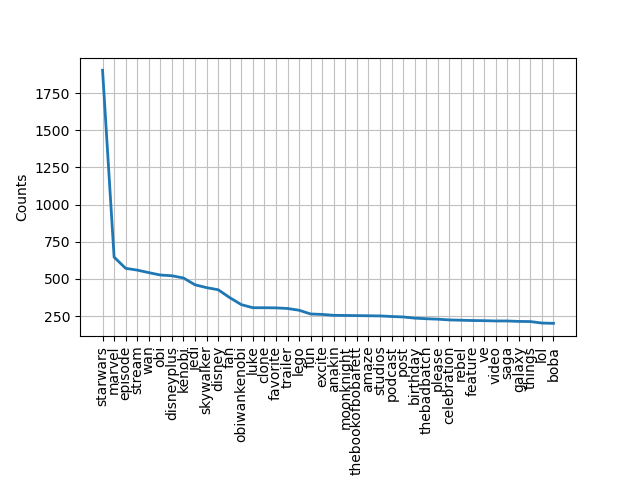 1750
1500
1250
1000
750
500
250
Counts
starwars
marvel
episode
stream
wan
obi
disneyplus
kenobi
jedi
skywalker
disney
fan
obiwankenobi
luke
clone
favorite
trailer
lego
fun
excite
anakin
moonknight
thebookofbobafett
amaze
studios
podcast
post
birthday
thebadbatch
please
celebration
rebel
feature
ve
video
saga
galaxy
things
lol
boba